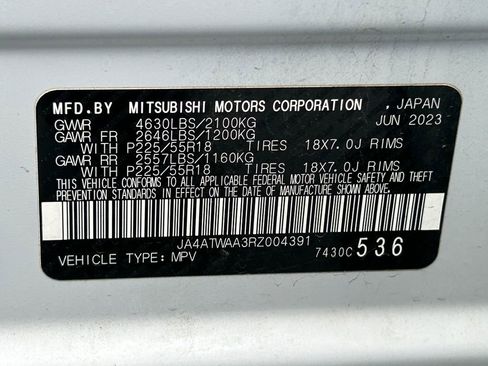 MFD.BY MITSUBISHI MOTORS CORPORATION , JAPAN
GVWR 4630LBS/2100KG JUN 2023
GAWR FR 2646LBS/1200KG
WITH P225/55R18 TIRES 18X7.0J RIMS
GAWR RR 2557LBS/1160KG
WITH P225/55R18 TIRES 18X7.0J RIMS
THIS VEHICLE CONFORMS TO ALL APPLICABLE FEDERAL MOTOR VEHICLE SAFETY AND THEFT
PREVENTION STANDARDS IN EFFECT ON THE DATE OF MANUFACTURE SHOWN ABOVE.
JA4ATWAA3RZ004391
VEHICLE TYPE: MPV 7430C 536